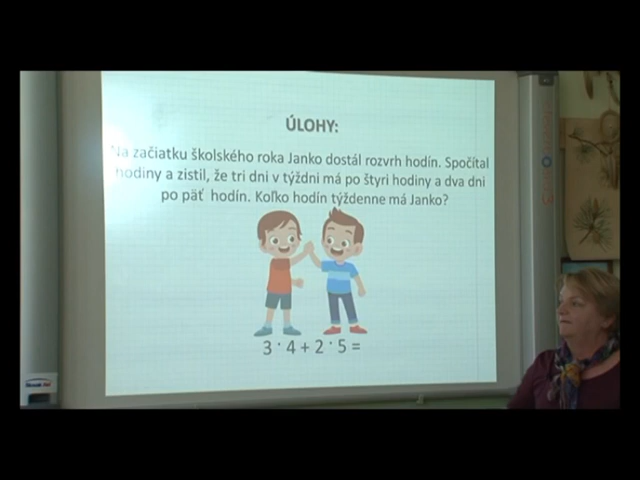 ÚLOHY:
Na začiatku školského roka Janko dostál rozvrh hodín. Spočítal
hodiny a zistil, že tri dni v týždni má po štyri hodiny a dva dni
po päť hodín. Koľko hodín týždenne má Janko?
3 · 4 + 2 · 5 =